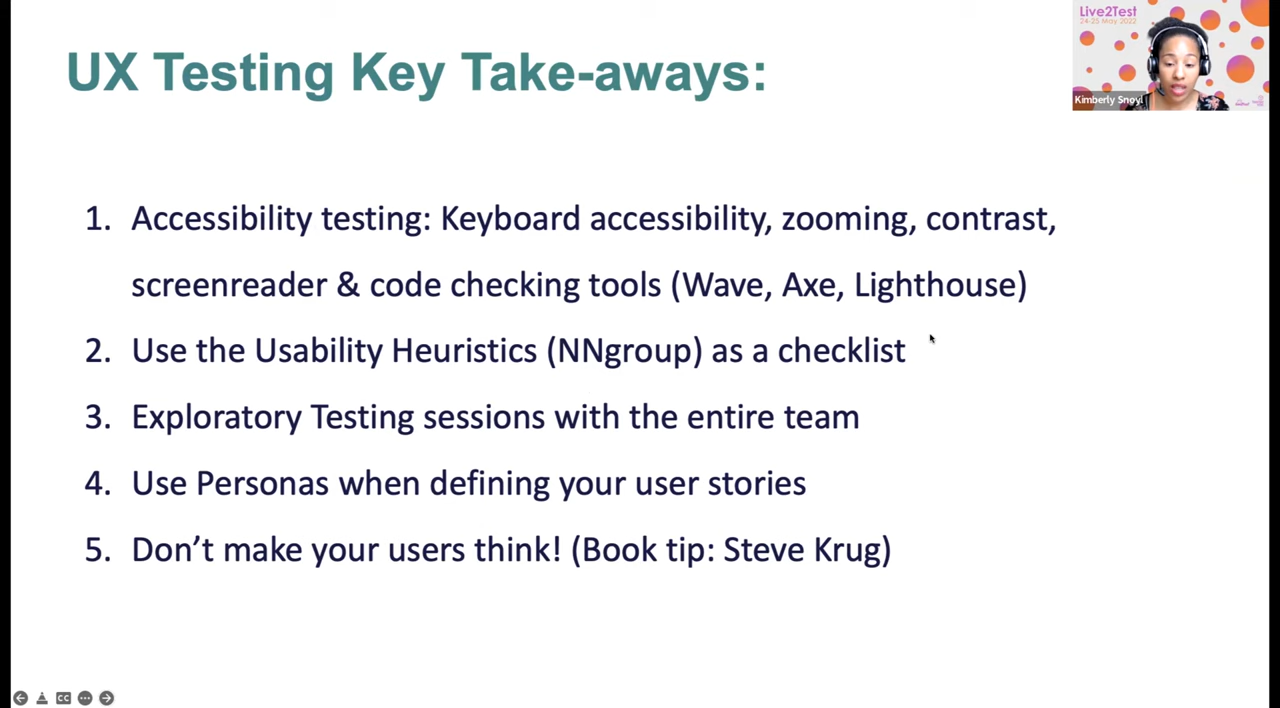 UX Testing Key Take-aways:
Live2Test
24-25 May 2022
Kimberly Snoyl
1. Accessibility testing: Keyboard accessibility, zooming, contrast,
screenreader & code checking tools (Wave, Axe, Lighthouse)
2. Use the Usability Heuristics (NNgroup) as a checklist
3. Exploratory Testing sessions with the entire team
4. Use Personas when defining your user stories
5. Don’t make your users think! (Book tip: Steve Krug)
CC